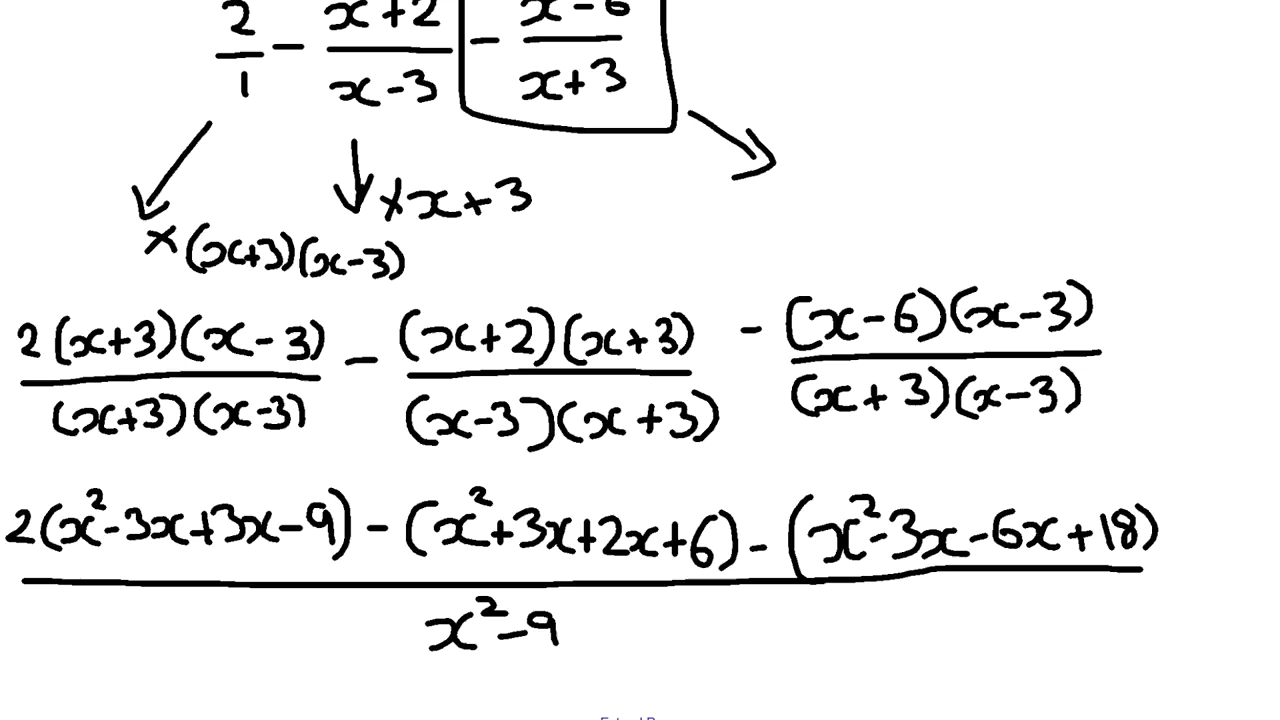 2/1 - (x+2)/(x-3) - (x-6)/(x+3)
×x+3
×(x+3)(x-3)
2(x+3)(x-3)/(x+3)(x-3) - (x+2)(x+3)/(x-3)(x+3) - (x-6)(x-3)/(x+3)(x-3)
2(x²-3x+3x-9) - (x²+3x+2x+6) - (x²-3x-6x+18)
x²-9